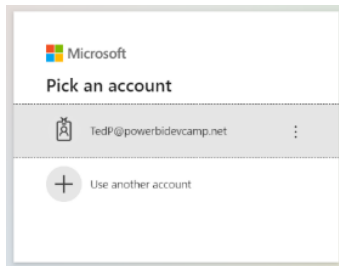 Microsoft
Pick an account
TedP@powerbidevcamp.net
Use another account